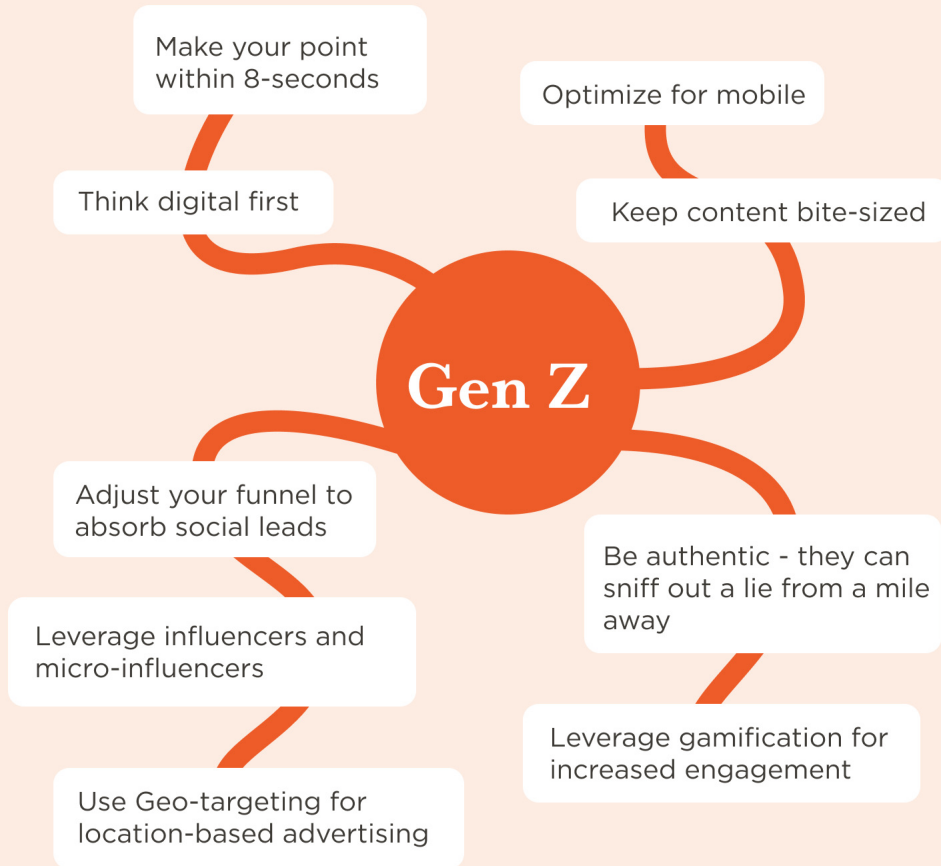 Make your point
within 8-seconds
Optimize for mobile
Think digital first
Keep content bite-sized
Gen Z
Adjust your funnel to
absorb social leads
Be authentic - they can
sniff out a lie from a mile
away
Leverage influencers and
micro-influencers
Leverage gamification for
increased engagement
Use Geo-targeting for
location-based advertising